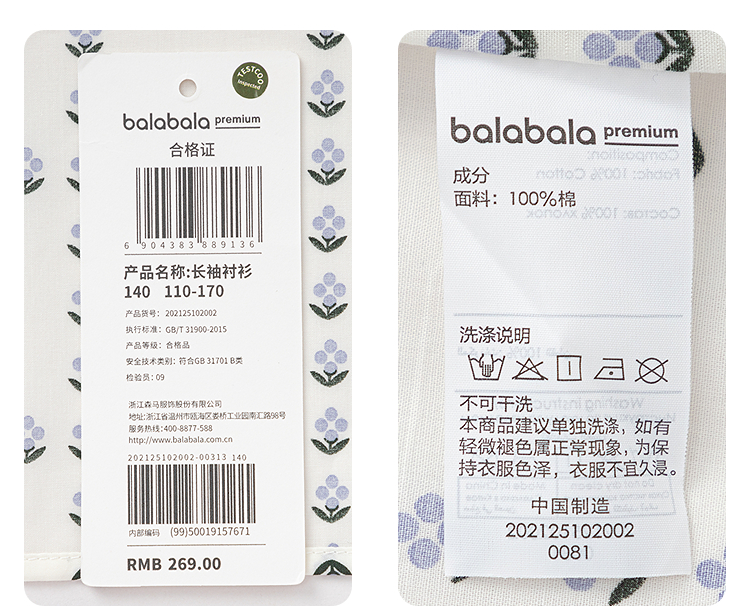 TESTCOO
Inspected
balabala premium
合格证
6 904383 889136
产品名称:长袖衬衫
140 110-170
产品货号: 202125102002
执行标准: GB/T 31900-2015
产品等级: 合格品
安全技术类别: 符合GB 31701 B类
检验员: 09
浙江森马服饰股份有限公司
地址:浙江省温州市瓯海区娄桥工业园南汇路98号
服务热线:400-8877-588
http://www.balabala.com.cn
202125102002-00313 140
内部编码 (99)50019157671
RMB 269.00
balabala premium
Composition:
成分
Fabric: 100% Cotton
面料：100%棉
Состав: 100% хлопок
洗涤说明
不可干洗
本商品建议单独洗涤，如有
轻微褪色属正常现象，为保
持衣服色泽，衣服不宜久浸。
中国制造
202125102002
0081